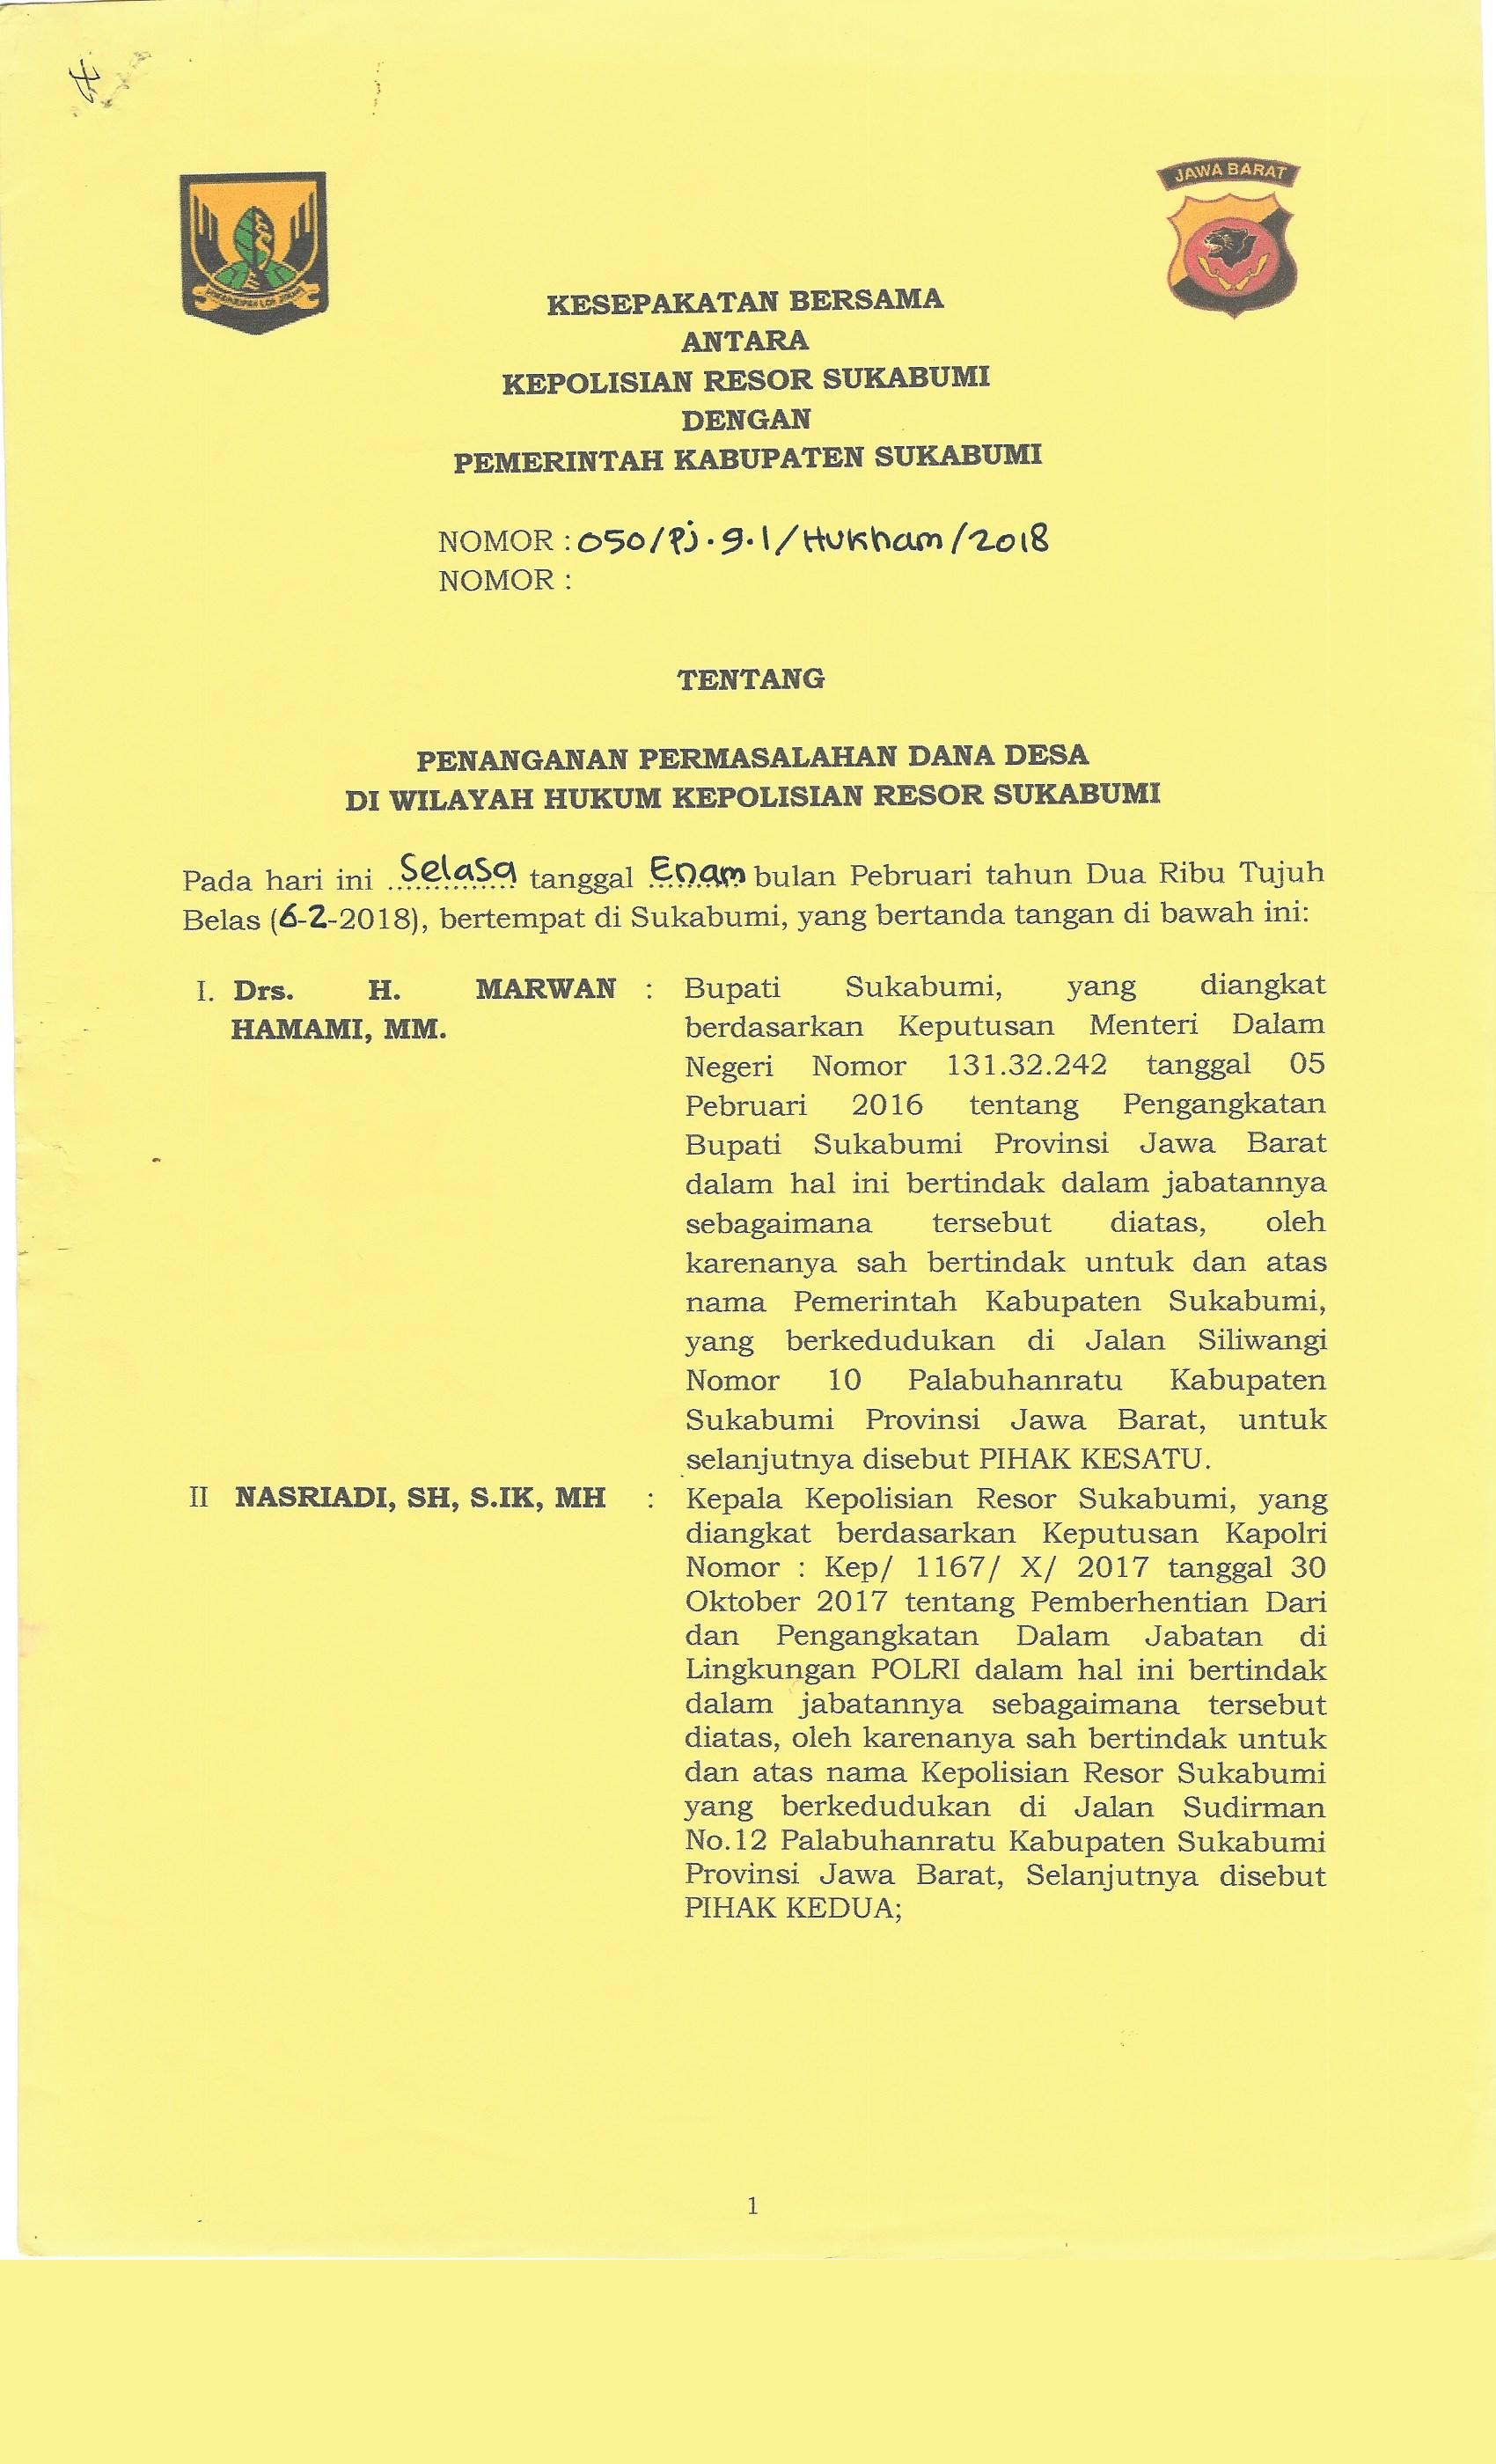 JAWA BARAT
KESEPAKATAN BERSAMA
ANTARA
KEPOLISIAN RESOR SUKABUMI
DENGAN
PEMERINTAH KABUPATEN SUKABUMI
NOMOR : 050/Pj.9.1/Hukham/2018
NOMOR :
TENTANG
PENANGANAN PERMASALAHAN DANA DESA
DI WILAYAH HUKUM KEPOLISIAN RESOR SUKABUMI
Pada hari ini Selasa tanggal Enam bulan Pebruari tahun Dua Ribu Tujuh
Belas (6-2-2018), bertempat di Sukabumi, yang bertanda tangan di bawah ini:
I. Drs. H. MARWAN : Bupati Sukabumi, yang diangkat
HAMAMI, MM. berdasarkan Keputusan Menteri Dalam
Negeri Nomor 131.32.242 tanggal 05
Pebruari 2016 tentang Pengangkatan
Bupati Sukabumi Provinsi Jawa Barat
dalam hal ini bertindak dalam jabatannya
sebagaimana tersebut diatas, oleh
karenanya sah bertindak untuk dan atas
nama Pemerintah Kabupaten Sukabumi,
yang berkedudukan di Jalan Siliwangi
Nomor 10 Palabuhanratu Kabupaten
Sukabumi Provinsi Jawa Barat, untuk
selanjutnya disebut PIHAK KESATU.
II NASRIADI, SH, S.IK, MH : Kepala Kepolisian Resor Sukabumi, yang
diangkat berdasarkan Keputusan Kapolri
Nomor : Kep/ 1167/ X/ 2017 tanggal 30
Oktober 2017 tentang Pemberhentian Dari
dan Pengangkatan Dalam Jabatan di
Lingkungan POLRI dalam hal ini bertindak
dalam jabatannya sebagaimana tersebut
diatas, oleh karenanya sah bertindak untuk
dan atas nama Kepolisian Resor Sukabumi
yang berkedudukan di Jalan Sudirman
No.12 Palabuhanratu Kabupaten Sukabumi
Provinsi Jawa Barat, Selanjutnya disebut
PIHAK KEDUA;
1